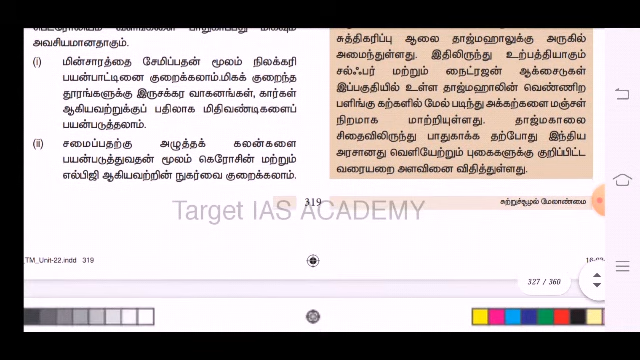 அவசியமானதாகும்.
(i) மின்சாரத்தை சேமிப்பதன் மூலம் நிலக்கரி
பயன்பாட்டினை குறைக்கலாம்.மிகக் குறைந்த
தூரங்களுக்கு இருசக்கர வாகனங்கள், கார்கள்
ஆகியவற்றுக்குப் பதிலாக மிதிவண்டிகளைப்
பயன்படுத்தலாம்.
(ii) சமைப்பதற்கு அழுத்தக் கலன்களை
பயன்படுத்துவதன் மூலம் கெரோசின் மற்றும்
எல்பிஜி ஆகியவற்றின் நுகர்வை குறைக்கலாம்.
சுத்திகரிப்பு ஆலை தாஜ்மஹாலுக்கு அருகில்
அமைந்துள்ளது. இதிலிருந்து உற்பத்தியாகும்
சல்ஃபர் மற்றும் நைட்ரஜன் ஆக்சைடுகள்
இப்பகுதியில் உள்ள தாஜ்மஹாலின் வெண்ணிற
பளிங்கு கற்களில் மேல் படிந்து அக்கற்களை மஞ்சள்
நிறமாக மாற்றியுள்ளது. தாஜ்மகாலை
சிதைவிலிருந்து பாதுகாக்க தற்போது இந்திய
அரசானது வெளியேற்றும் புகைகளுக்கு குறிப்பிட்ட
வரையறை அளவினை விதித்துள்ளது.
319
சுற்றுச்சூழல் மேலாண்மை
Target IAS ACADEMY
_TM_Unit-22.indd 319
327 / 360